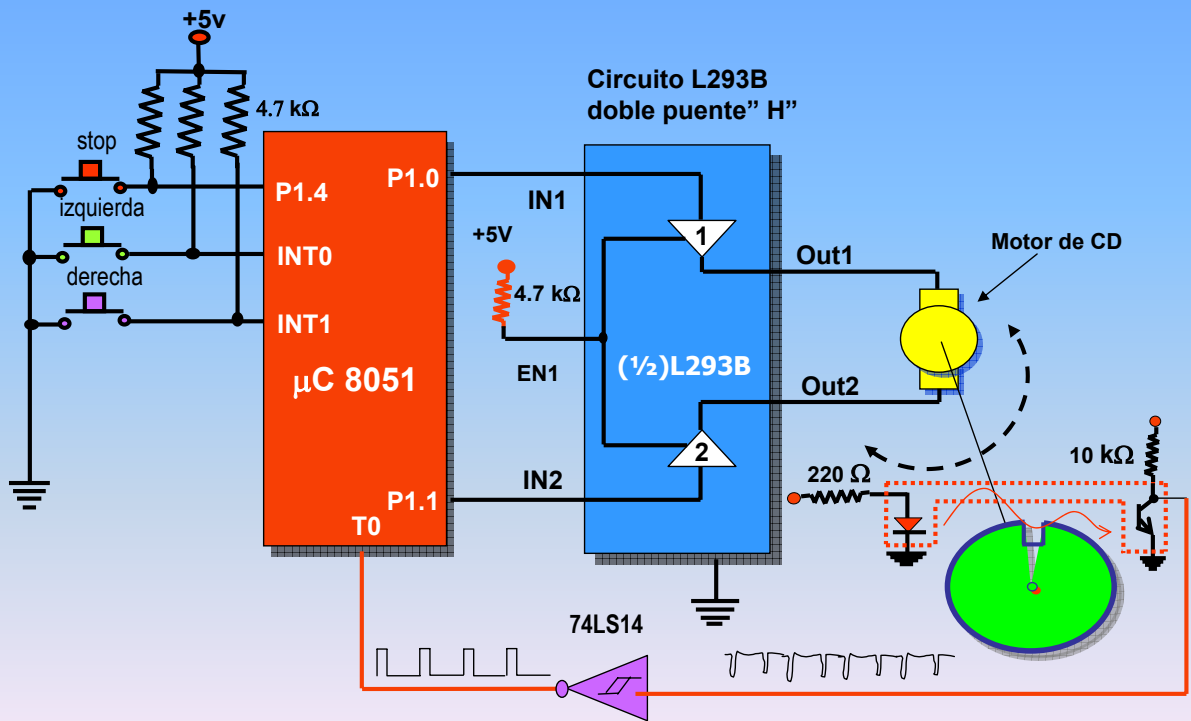 +5v
4.7 kΩ
stop
izquierda
derecha
P1.4
INT0
INT1
P1.0
μC 8051
P1.1
T0
Circuito L293B
doble puente” H”
IN1
+5V
4.7 kΩ
EN1
IN2
1
(½)L293B
2
Out1
Out2
Motor de CD
220 Ω
10 kΩ
74LS14